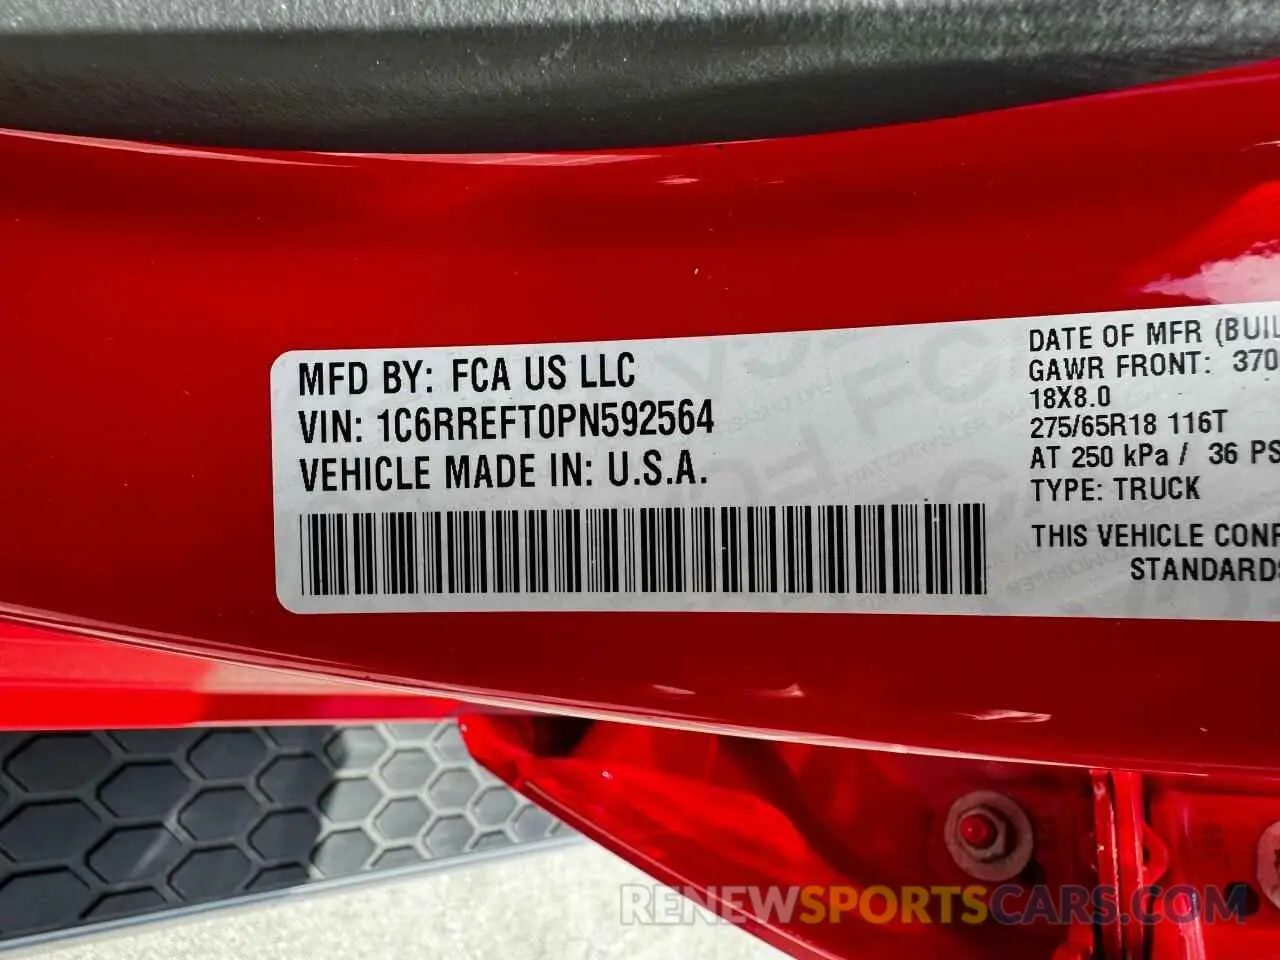 MFD BY: FCA US LLC
VIN: 1C6RREFT0PN592564
VEHICLE MADE IN: U.S.A.
DATE OF MFR (BUIL
GAWR FRONT: 370
18X8.0
275/65R18 116T
AT 250 kPa / 36 PS
TYPE: TRUCK
THIS VEHICLE CONF
STANDARDS
RENEWSPORTSCARS.COM